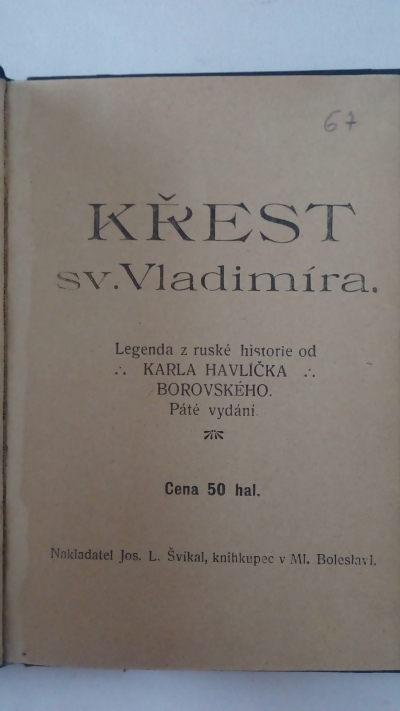 67
KŘEST
sv. Vladimíra.
Legenda z ruské historie od
∴ KARLA HAVLÍČKA ∴
BOROVSKÉHO.
Páté vydání.
Cena 50 hal.
Nakladatel Jos. L. Švíkal, knihkupec v Ml. Boleslavi.